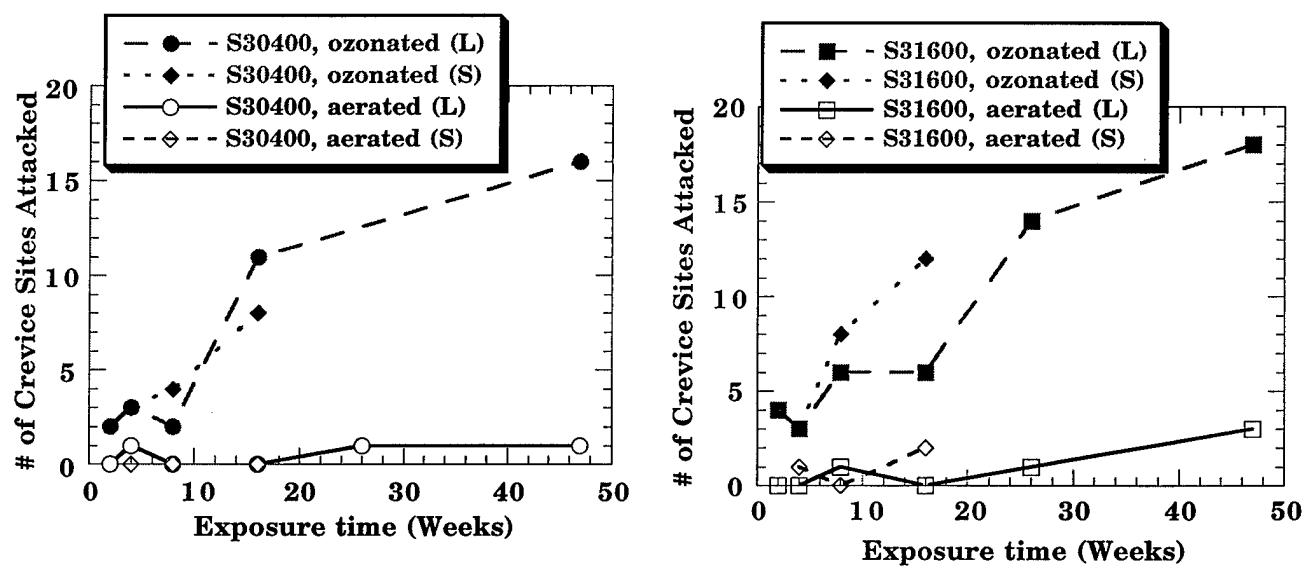 S30400, ozonated (L)
S30400, ozonated (S)
S30400, aerated (L)
S30400, aerated (S)
# of Crevice Sites Attacked
20
15
10
5
0
0 10 20 30 40 50
Exposure time (Weeks)
S31600, ozonated (L)
S31600, ozonated (S)
S31600, aerated (L)
S31600, aerated (S)
# of Crevice Sites Attacked
20
15
10
5
0
0 10 20 30 40 50
Exposure time (Weeks)